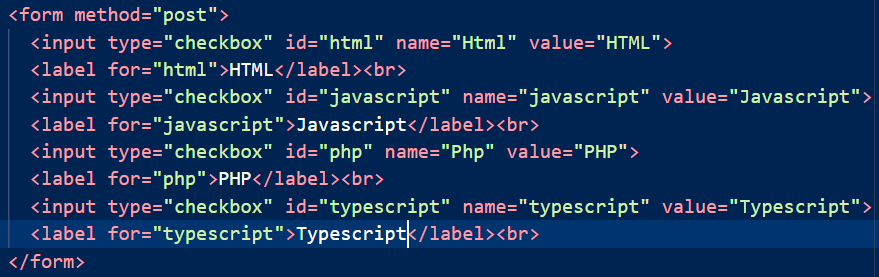 <form method="post">
<input type="checkbox" id="html" name="Html" value="HTML">
<label for="html">HTML</label><br>
<input type="checkbox" id="javascript" name="javascript" value="Javascript">
<label for="javascript">Javascript</label><br>
<input type="checkbox" id="php" name="Php" value="PHP">
<label for="php">PHP</label><br>
<input type="checkbox" id="typescript" name="typescript" value="Typescript">
<label for="typescript">Typescript</label><br>
</form>